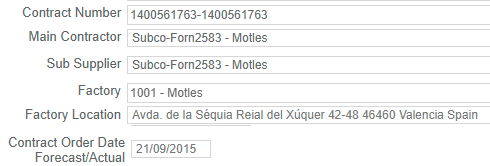 Contract Number 1400561763-1400561763
Main Contractor Subco-Forn2583 - Motles
Sub Supplier Subco-Forn2583 - Motles
Factory 1001 - Motles
Factory Location Avda. de la Séquia Reial del Xúquer 42-48 46460 Valencia Spain
Contract Order Date
Forecast/Actual 21/09/2015